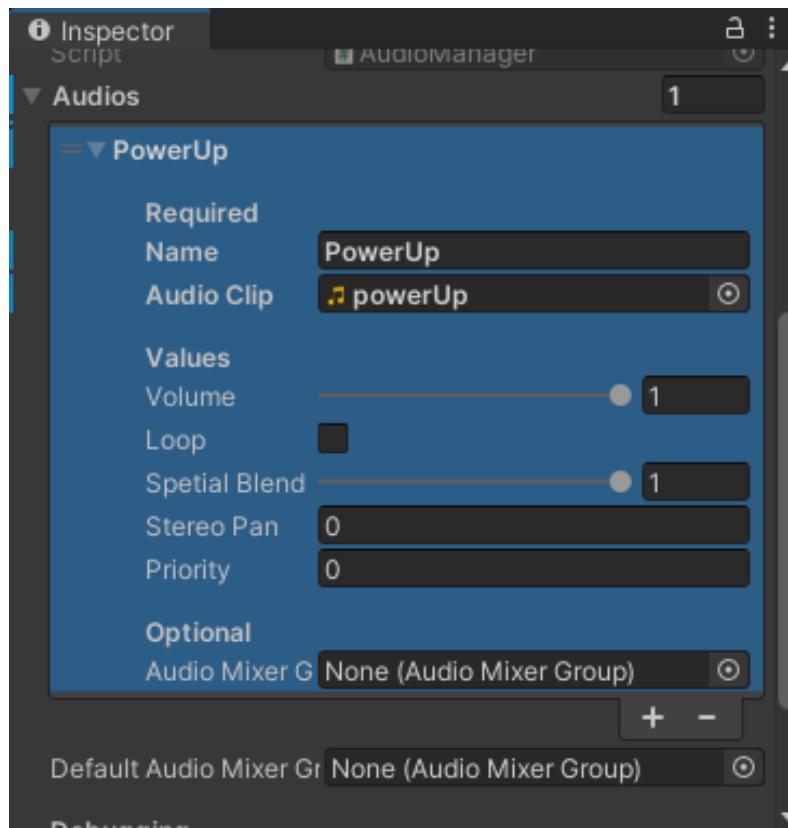 Inspector
Script AudioManager
Audios 1
PowerUp
Required
Name PowerUp
Audio Clip powerUp
Values
Volume 1
Loop
Spetial Blend 1
Stereo Pan 0
Priority 0
Optional
Audio Mixer G None (Audio Mixer Group)
+ -
Default Audio Mixer Gr None (Audio Mixer Group)
Debugging